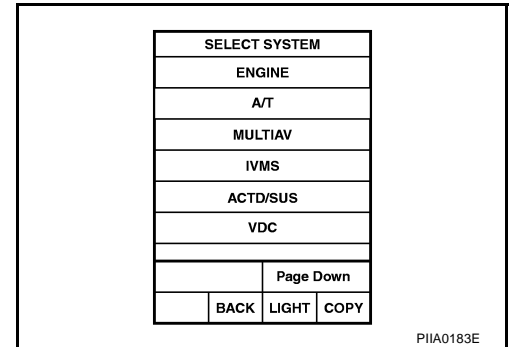 SELECT SYSTEM
ENGINE
A/T
MULTIAV
IVMS
ACTD/SUS
VDC
Page Down
BACK LIGHT COPY
PIIA0183E